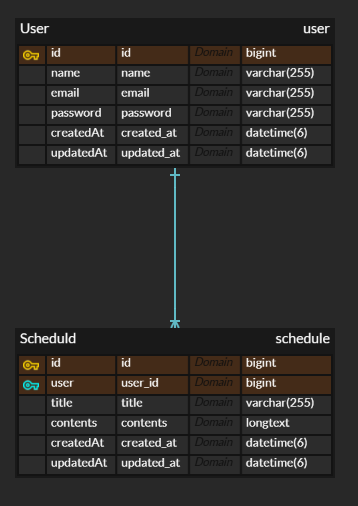 User user
id id Domain bigint
name name Domain varchar(255)
email email Domain varchar(255)
password password Domain varchar(255)
createdAt created_at Domain datetime(6)
updatedAt updated_at Domain datetime(6)
Scheduld schedule
id id Domain bigint
user user_id Domain bigint
title title Domain varchar(255)
contents contents Domain longtext
createdAt created_at Domain datetime(6)
updatedAt updated_at Domain datetime(6)